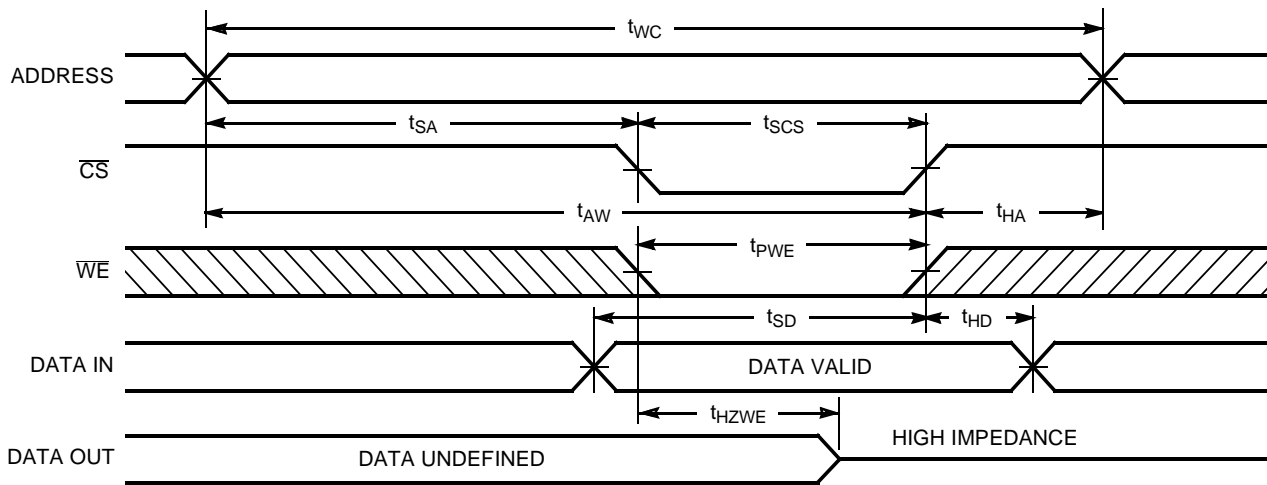 tWC
ADDRESS
tSA
tSCS
CS
tAW
tHA
tPWE
WE
tSD
tHD
DATA IN
DATA VALID
tHZWE
HIGH IMPEDANCE
DATA OUT
DATA UNDEFINED